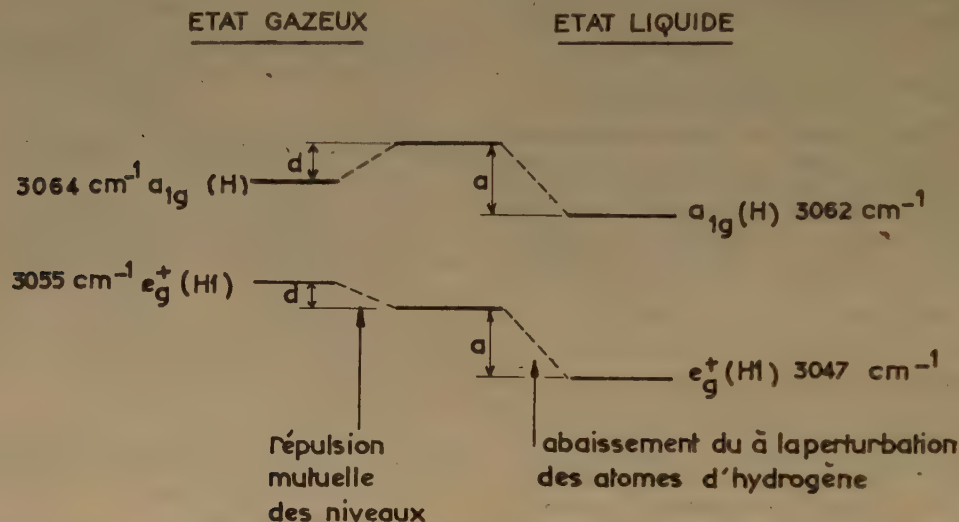 ETAT GAZEUX
ETAT LIQUIDE
d
a
3064 cm⁻¹ a₁g (H)
a₁g (H) 3062 cm⁻¹
3055 cm⁻¹ e⁺g (H1)
d
a
e⁺g (H1) 3047 cm⁻¹
répulsion
mutuelle
des niveaux
abaissement du à laperturbation
des atomes d'hydrogène